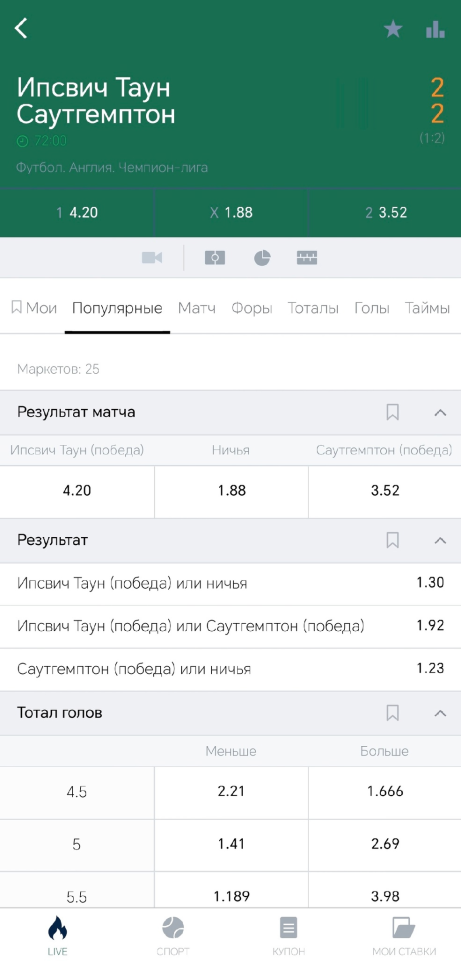 Ипсвич Таун 2
Саутгемптон 2
72:00 (1:2)
Футбол. Англия. Чемпион-лига
1 4.20 X 1.88 2 3.52
Мои Популярные Матч Форы Тоталы Голы Таймы
Маркетов: 25
Результат матча
Ипсвич Таун (победа) Ничья Саутгемптон (победа)
4.20 1.88 3.52
Результат
Ипсвич Таун (победа) или ничья 1.30
Ипсвич Таун (победа) или Саутгемптон (победа) 1.92
Саутгемптон (победа) или ничья 1.23
Тотал голов
Меньше Больше
4.5 2.21 1.666
5 1.41 2.69
5.5 1.189 3.98
LIVE СПОРТ КУПОН МОИ СТАВКИ